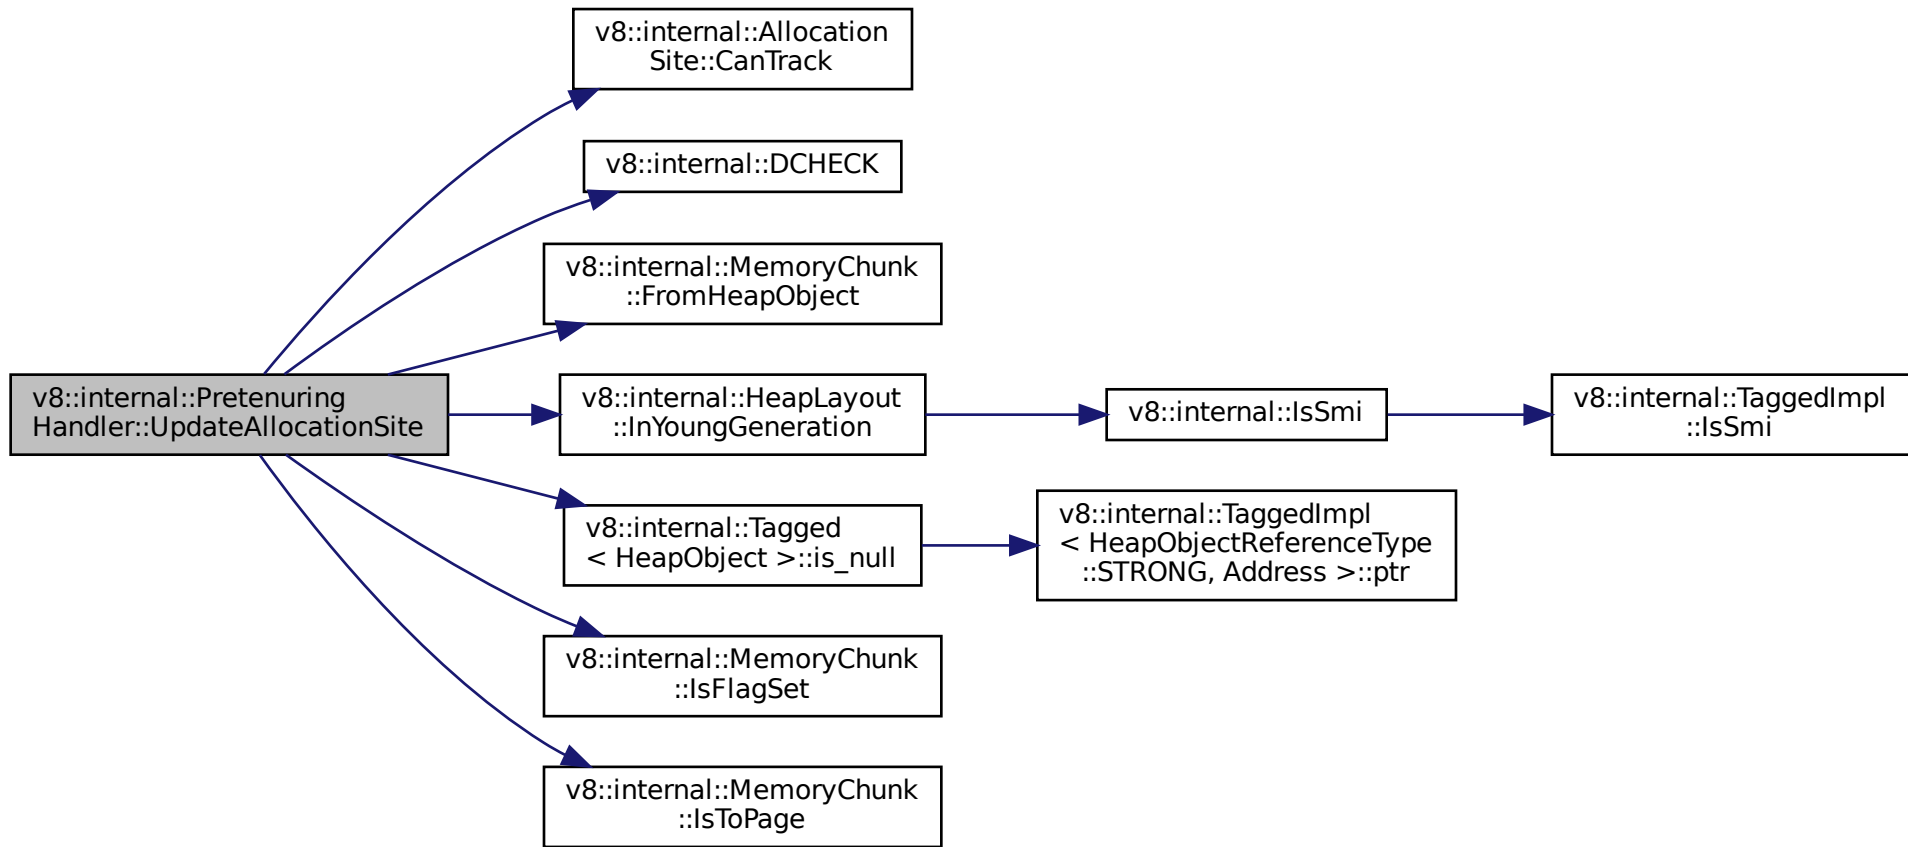 v8::internal::Allocation
Site::CanTrack
v8::internal::DCHECK
v8::internal::MemoryChunk
::FromHeapObject
v8::internal::Pretenuring
Handler::UpdateAllocationSite
v8::internal::HeapLayout
::InYoungGeneration
v8::internal::IsSmi
v8::internal::TaggedImpl
::IsSmi
v8::internal::Tagged
< HeapObject >::is_null
v8::internal::TaggedImpl
< HeapObjectReferenceType
::STRONG, Address >::ptr
v8::internal::MemoryChunk
::IsFlagSet
v8::internal::MemoryChunk
::IsToPage